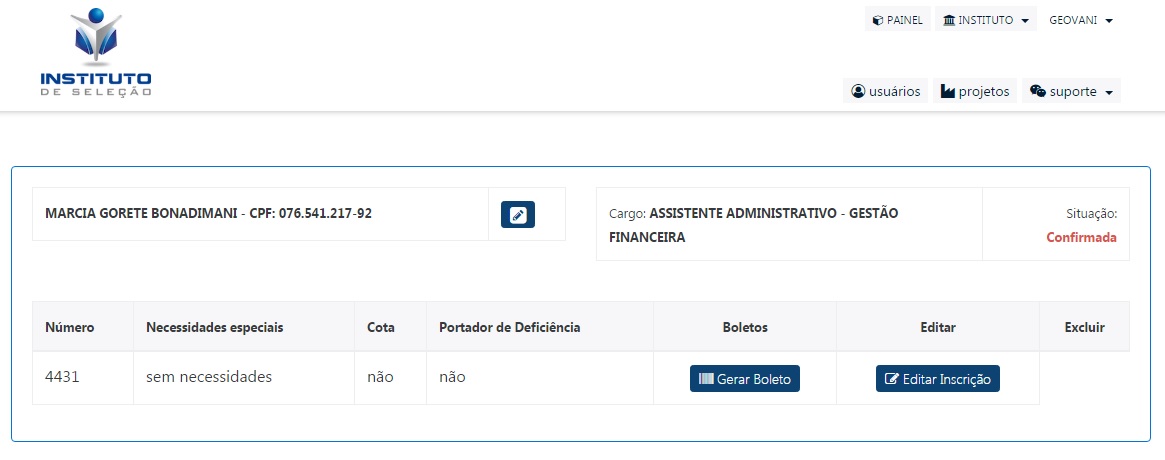 PAINEL INSTITUTO GEOVANI
INSTITUTO
DE SELEÇÃO
usuários projetos suporte
MARCIA GORETE BONADIMANI - CPF: 076.541.217-92
Cargo: ASSISTENTE ADMINISTRATIVO - GESTÃO
FINANCEIRA
Situação:
Confirmada
Número Necessidades especiais Cota Portador de Deficiência Boletos Editar Excluir
4431 sem necessidades não não Gerar Boleto Editar Inscrição